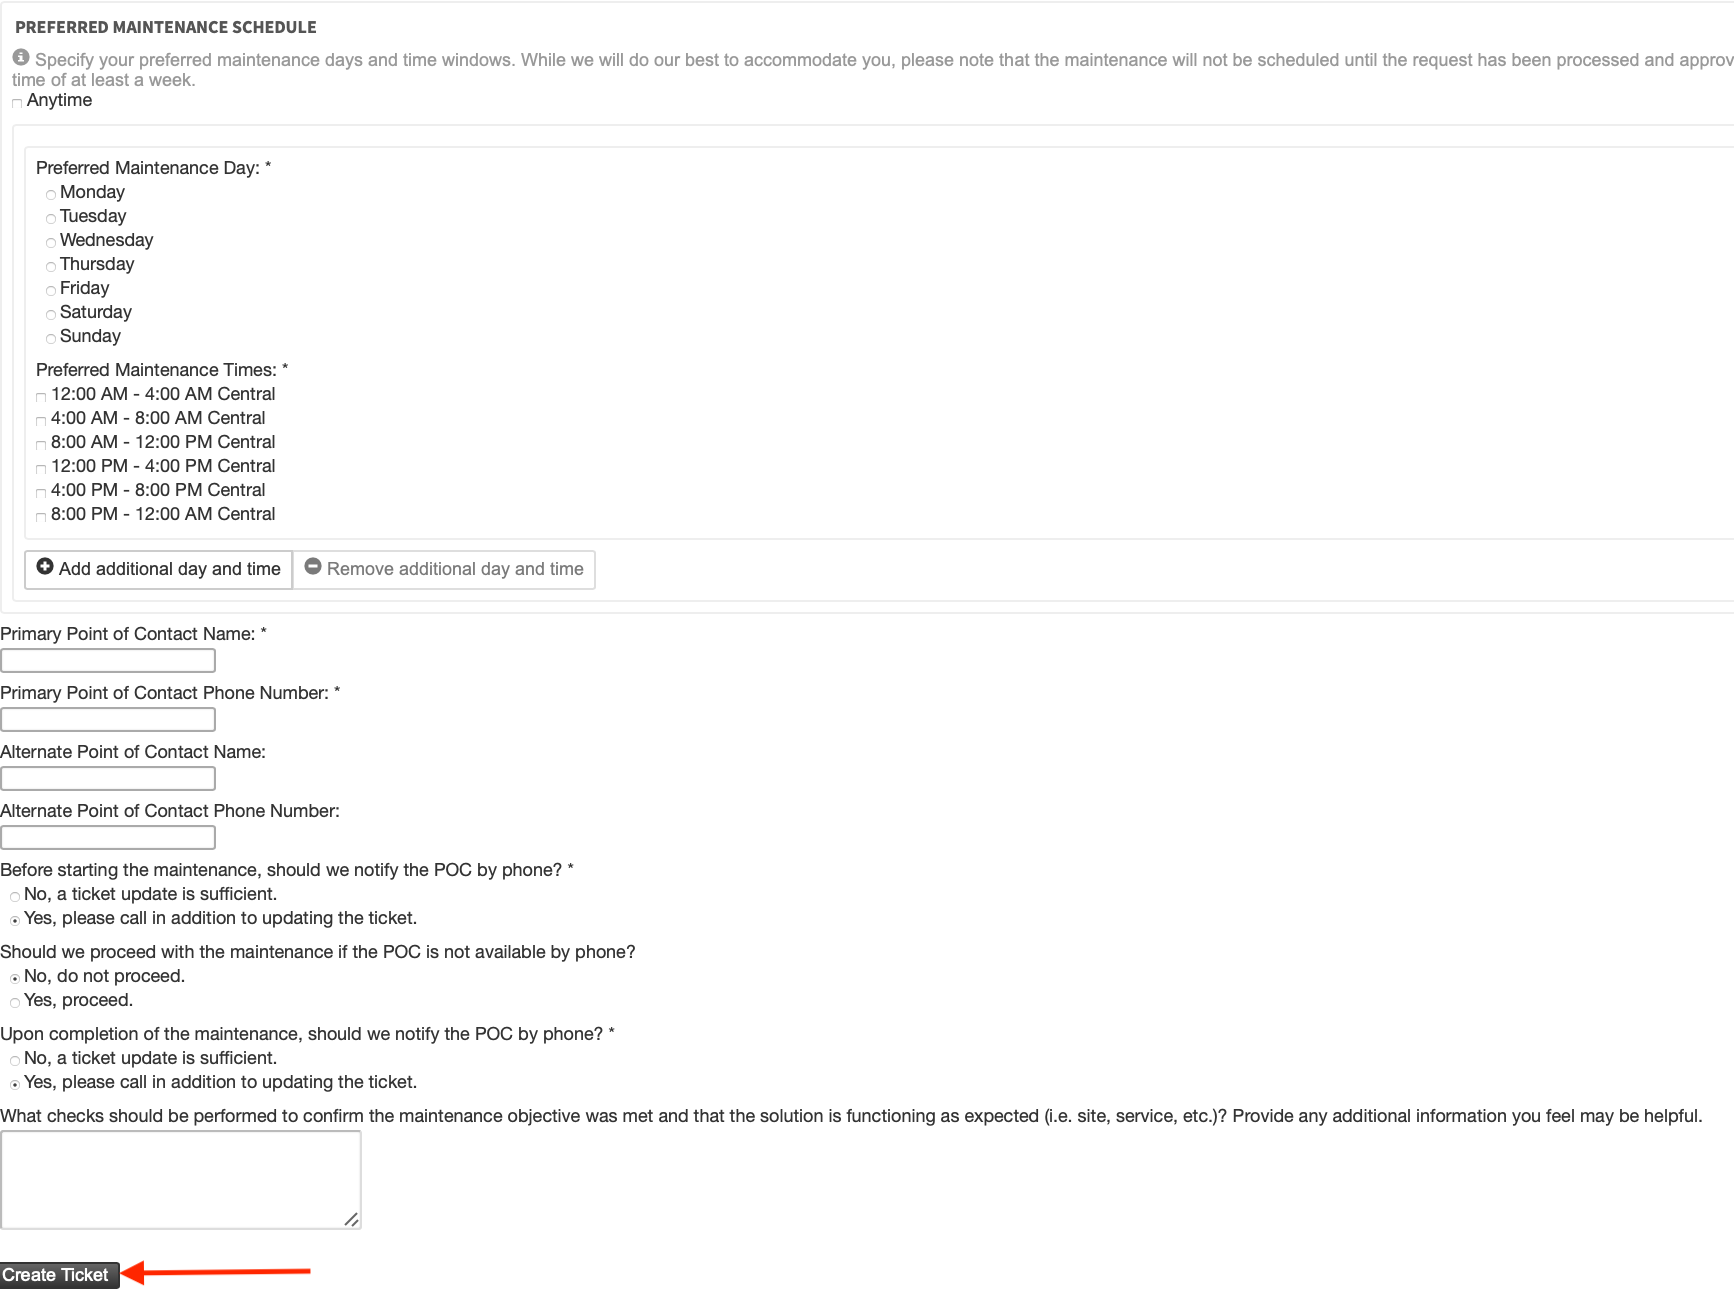 PREFERRED MAINTENANCE SCHEDULE
Specify your preferred maintenance days and time windows. While we will do our best to accommodate you, please note that the maintenance will not be scheduled until the request has been processed and
time of at least a week.
Anytime
Preferred Maintenance Day: *
Monday
Tuesday
Wednesday
Thursday
Friday
Saturday
Sunday
Preferred Maintenance Times: *
12:00 AM - 4:00 AM Central
4:00 AM - 8:00 AM Central
8:00 AM - 12:00 PM Central
12:00 PM - 4:00 PM Central
4:00 PM - 8:00 PM Central
8:00 PM - 12:00 AM Central
Add additional day and time
Remove additional day and time
Primary Point of Contact Name: *
Primary Point of Contact Phone Number: *
Alternate Point of Contact Name:
Alternate Point of Contact Phone Number:
Before starting the maintenance, should we notify the POC by phone? *
No, a ticket update is sufficient.
Yes, please call in addition to updating the ticket.
Should we proceed with the maintenance if the POC is not available by phone?
No, do not proceed.
Yes, proceed.
Upon completion of the maintenance, should we notify the POC by phone? *
No, a ticket update is sufficient.
Yes, please call in addition to updating the ticket.
What checks should be performed to confirm the maintenance objective was met and that the solution is functioning as expected (i.e. site, service, etc.)? Provide any additional information you feel may be helpful.
Create Ticket